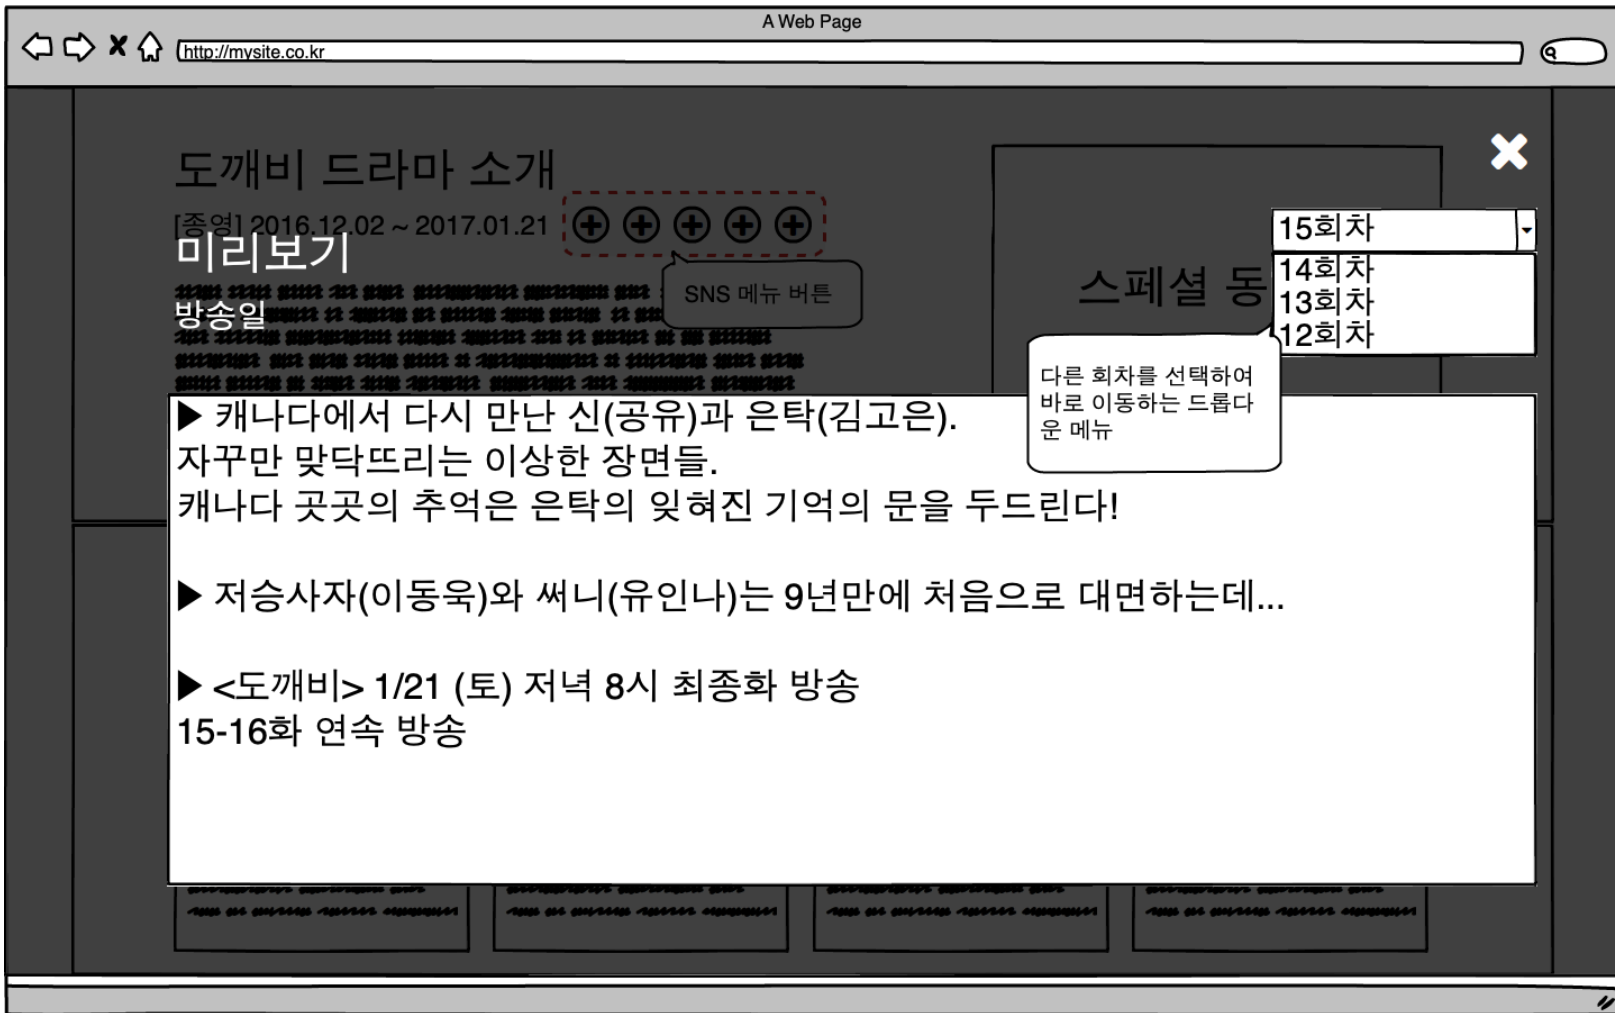 A Web Page
http://mysite.co.kr
도깨비 드라마 소개
[종영] 2016.12.02 ~ 2017.01.21
SNS 메뉴 버튼
스페셜 동
미리보기
방송일
15회차
14회차
13회차
12회차
다른 회차를 선택하여
바로 이동하는 드롭다
운 메뉴
▶ 캐나다에서 다시 만난 신(공유)과 은탁(김고은).
자꾸만 맞닥뜨리는 이상한 장면들.
캐나다 곳곳의 추억은 은탁의 잊혀진 기억의 문을 두드린다!
▶ 저승사자(이동욱)와 써니(유인나)는 9년만에 처음으로 대면하는데...
▶ <도깨비> 1/21 (토) 저녁 8시 최종화 방송
15-16화 연속 방송